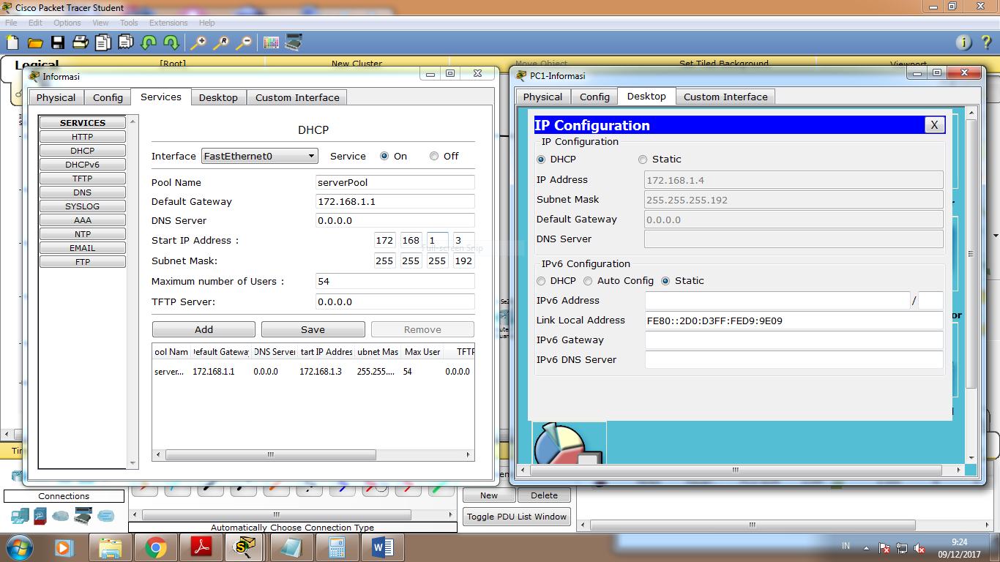 Cisco Packet Tracer Student
File Edit Options View Tools Extensions Help
Logical [Root] New Cluster Move Object Set Tiled Background Viewport
Informasi
Physical Config Services Desktop Custom Interface
SERVICES
HTTP
DHCP
DHCPv6
TFTP
DNS
SYSLOG
AAA
NTP
EMAIL
FTP
DHCP
Interface FastEthernet0 Service On Off
Pool Name serverPool
Default Gateway 172.168.1.1
DNS Server 0.0.0.0
Start IP Address : 172 168 1 3
Full-screen Snip
Subnet Mask: 255 255 255 192
Maximum number of Users : 54
TFTP Server: 0.0.0.0
Add Save Remove
ool Nam efault Gateway DNS Server tart IP Addres ubnet Mas Max User TFTP
server... 172.168.1.1 0.0.0.0 172.168.1.3 255.255.... 54 0.0.0.0
PC1-Informasi
Physical Config Desktop Custom Interface
IP Configuration X
IP Configuration
DHCP Static
IP Address 172.168.1.4
Subnet Mask 255.255.255.192
Default Gateway 0.0.0.0
DNS Server
IPv6 Configuration
DHCP Auto Config Static
IPv6 Address /
Link Local Address FE80::2D0:D3FF:FED9:9E09
IPv6 Gateway
IPv6 DNS Server
Connections
Automatically Choose Connection Type
New Delete
Toggle PDU List Window
IN
9:24
09/12/2017